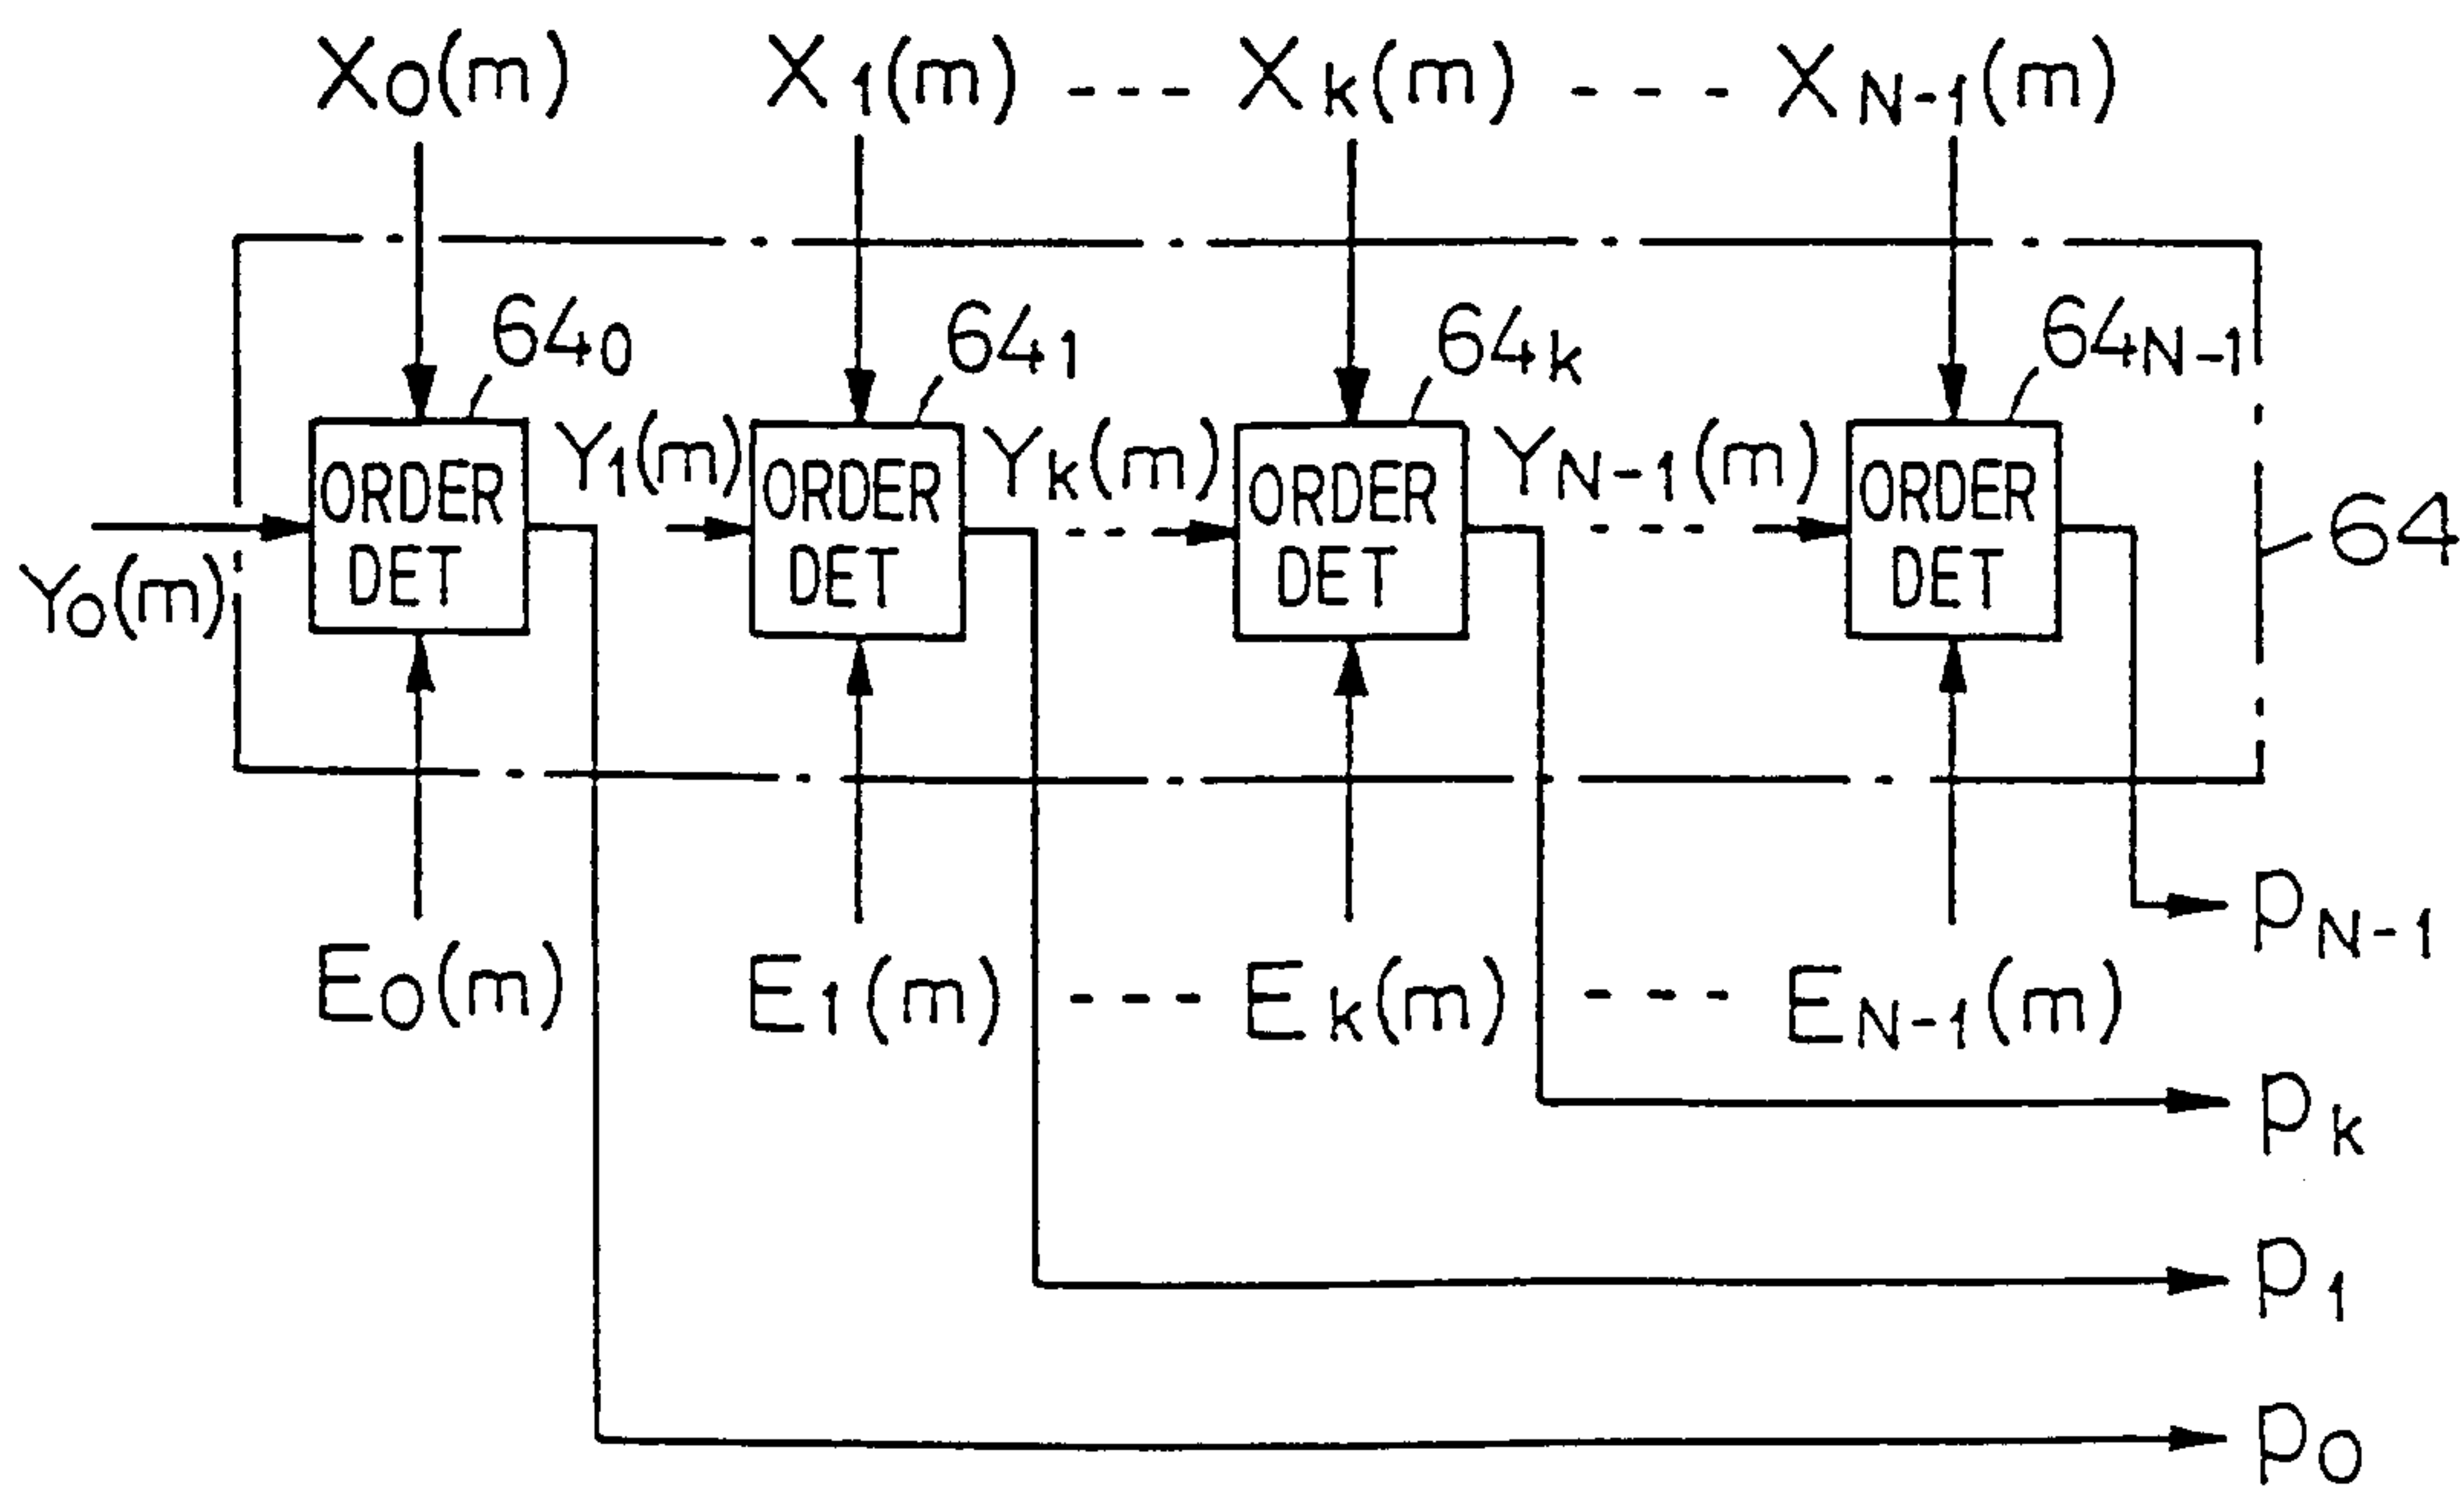 X0(m) X1(m) --- Xk(m) --- XN-1(m)
640 641 64k 64N-1
Y1(m) Yk(m) YN-1(m)
ORDER DET ORDER DET ORDER DET ORDER DET
64
Y0(m)
PN-1
E0(m) E1(m) --- Ek(m) --- EN-1(m)
Pk
P1
P0